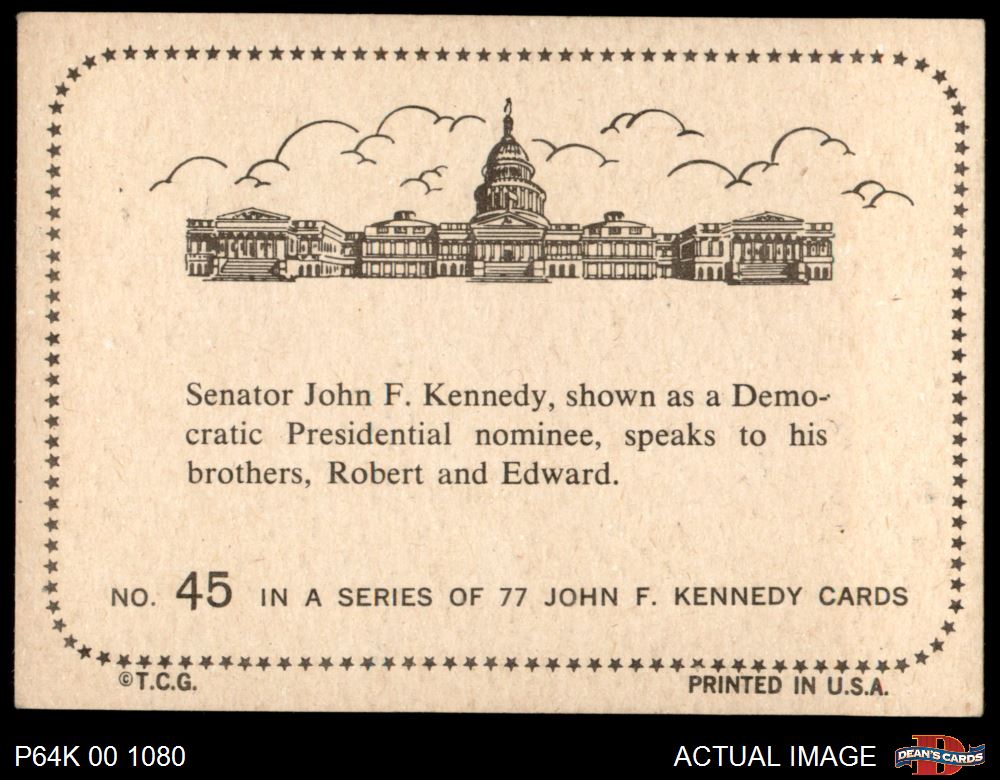 Senator John F. Kennedy, shown as a Demo-
cratic Presidential nominee, speaks to his
brothers, Robert and Edward.
NO. 45 IN A SERIES OF 77 JOHN F. KENNEDY CARDS
©T.C.G. PRINTED IN U.S.A.
P64K 00 1080 ACTUAL IMAGE DEAN'S CARDS